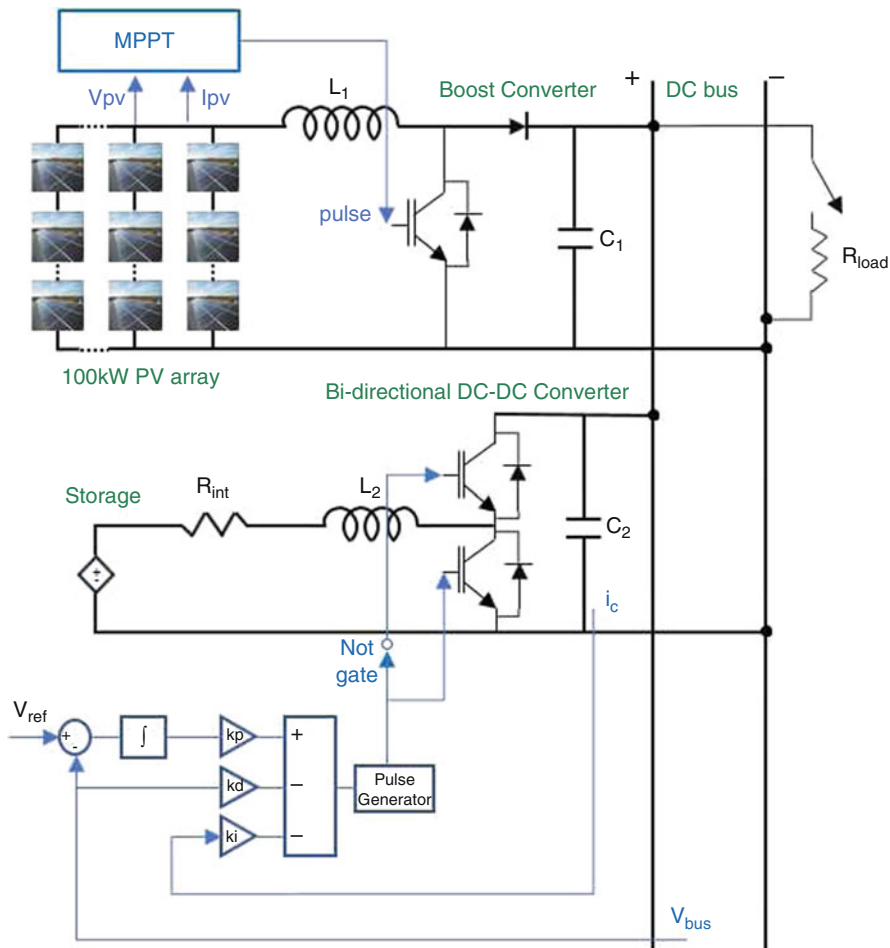 MPPT
Vpv
Ipv
L1
Boost Converter
+
DC bus
−
pulse
C1
Rload
100kW PV array
Bi-directional DC-DC Converter
Storage
Rint
L2
C2
±
ic
Not
gate
Vref
+
-
∫
kp
+
kd
−
ki
−
Pulse
Generator
Vbus